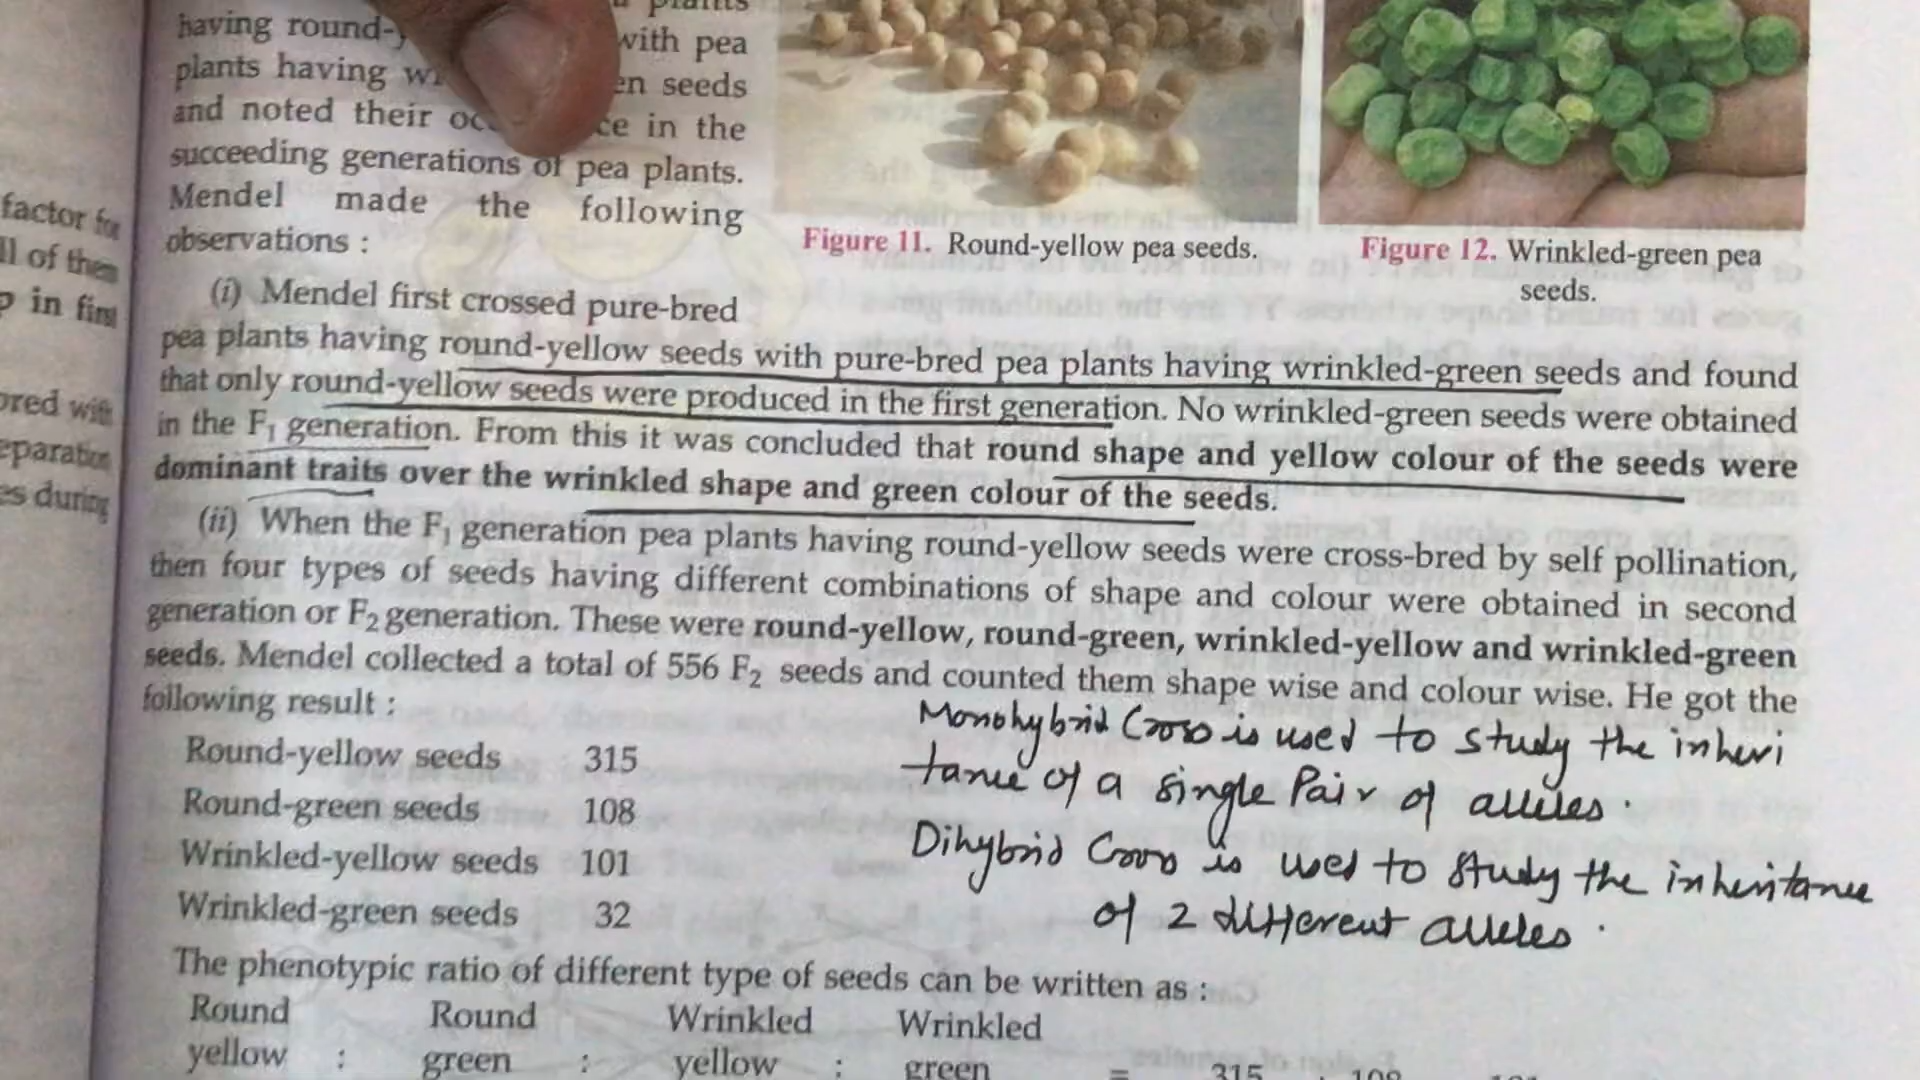 plants
having round-
with pea
plants having
seeds
and noted their
in the
succeeding generations of pea plants.
Mendel made the following
observations :
Figure 11. Round-yellow pea seeds.
Figure 12. Wrinkled-green pea
seeds.
factor for
ll of them
in first
during
(i) Mendel first crossed pure-bred
pea plants having round-yellow seeds with pure-bred pea plants having wrinkled-green seeds and found
that only round-yellow seeds were produced in the first generation. No wrinkled-green seeds were obtained
in the F1 generation. From this it was concluded that round shape and yellow colour of the seeds were
dominant traits over the wrinkled shape and green colour of the seeds.
(ii) When the F1 generation pea plants having round-yellow seeds were cross-bred by self pollination,
then four types of seeds having different combinations of shape and colour were obtained in second
generation or F2 generation. These were round-yellow, round-green, wrinkled-yellow and wrinkled-green
seeds. Mendel collected a total of 556 F2 seeds and counted them shape wise and colour wise. He got the
following result :
Round-yellow seeds 315
Round-green seeds 108
Wrinkled-yellow seeds 101
Wrinkled-green seeds 32
Monohybrid Cross is used to study the inheri
tance of a single Pair of alleles.
Dihybrid Cross is used to study the inheritance
of 2 different alleles.
The phenotypic ratio of different type of seeds can be written as :
Round Round Wrinkled Wrinkled
yellow : green : yellow : green = 315 : 108